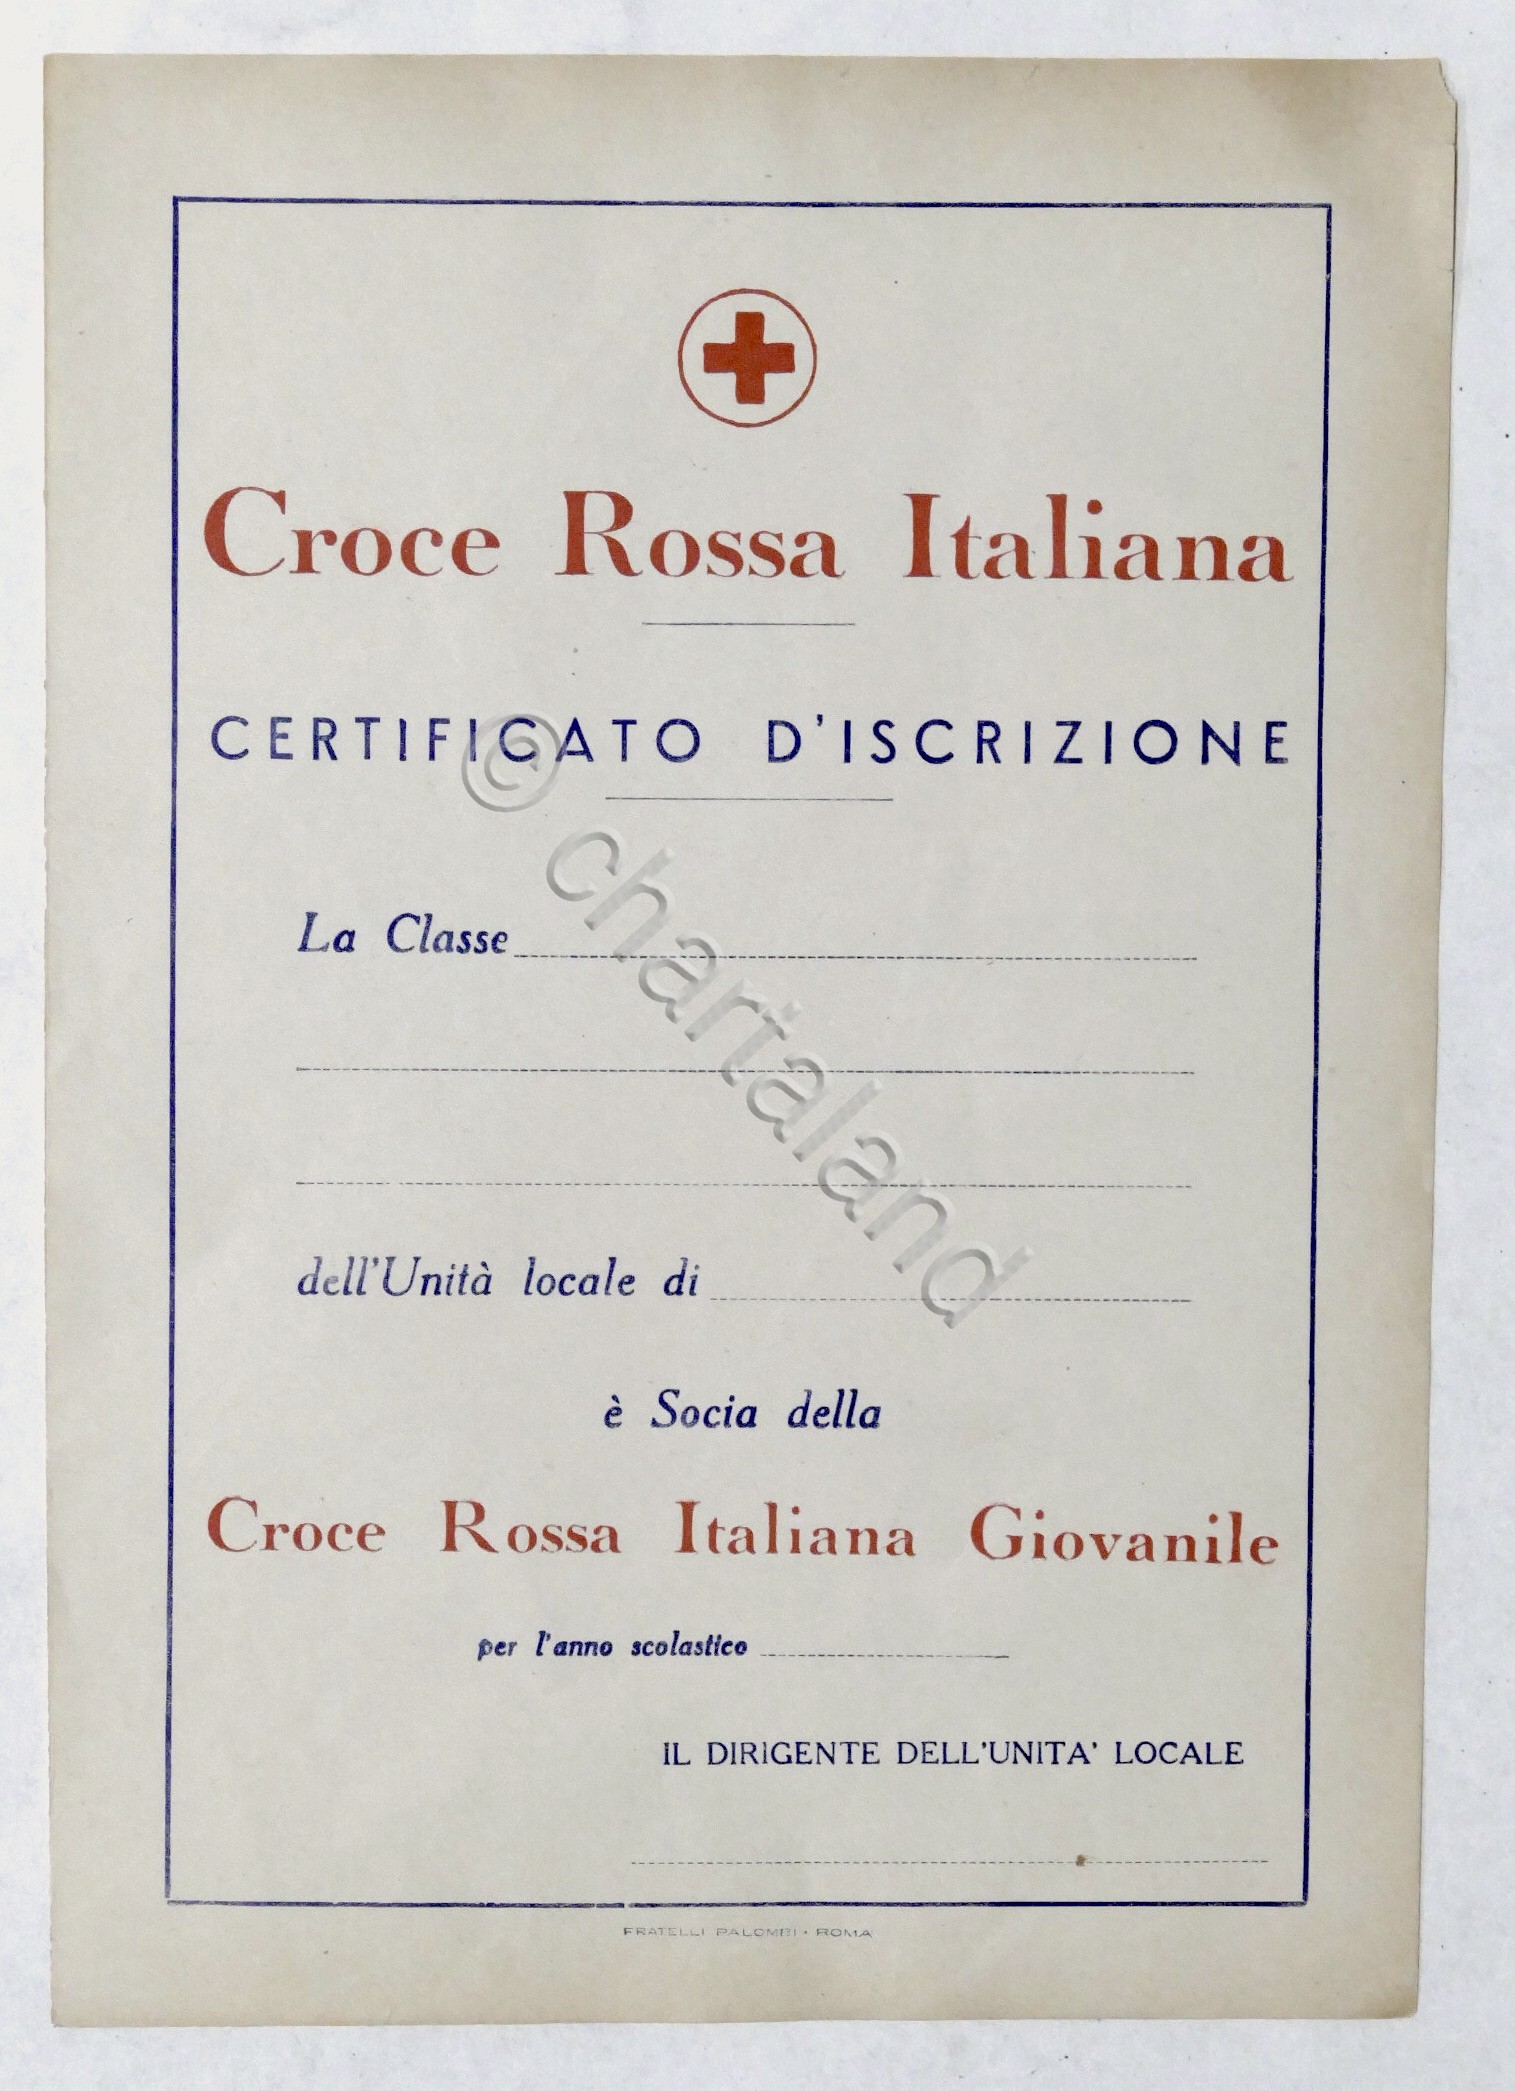 Croce Rossa Italiana
CERTIFICATO D'ISCRIZIONE
© chartaland
La Classe
dell'Unità locale di
è Socia della
Croce Rossa Italiana Giovanile
per l'anno scolastico
IL DIRIGENTE DELL'UNITA' LOCALE
FRATELLI PALOMBI • ROMA